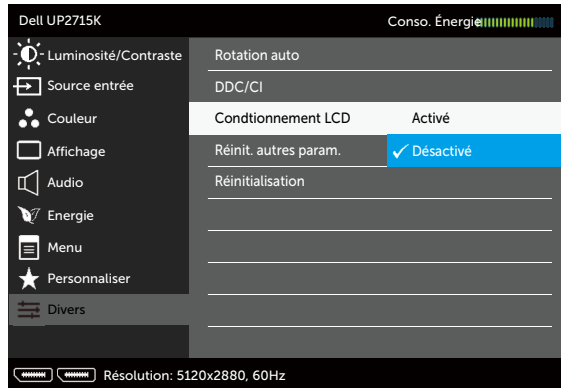 Dell UP2715K
Conso. Énergie
Luminosité/Contraste
Rotation auto
Source entrée
DDC/CI
Couleur
Condtionnement LCD
Activé
Affichage
Réinit. autres param.
Désactivé
Audio
Réinitialisation
Energie
Menu
Personnaliser
Divers
Résolution: 5120x2880, 60Hz